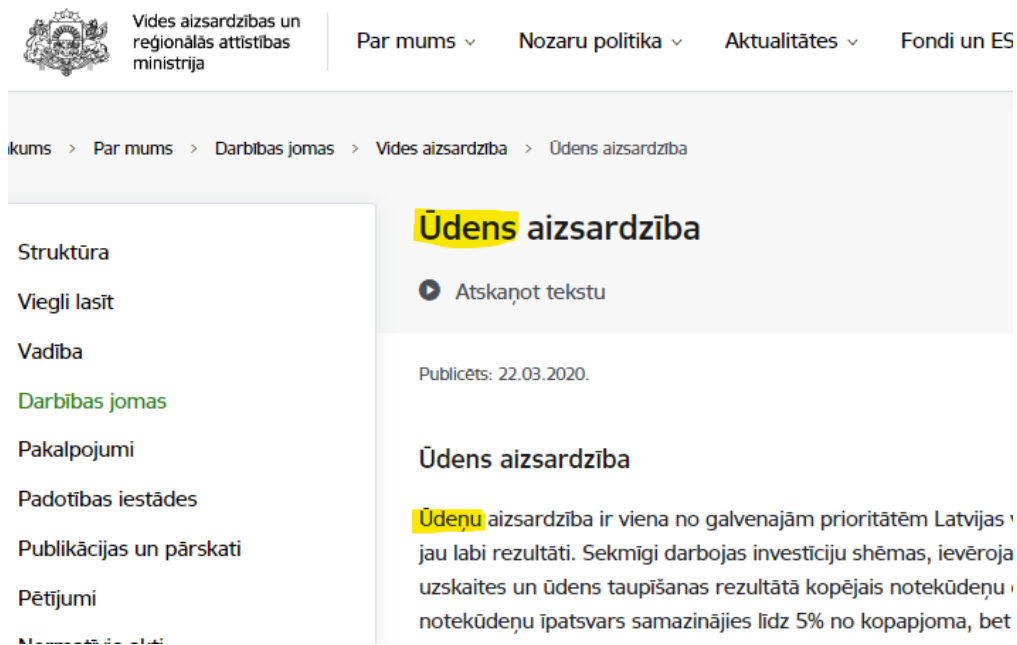 Vides aizsardzības un
reģionālās attīstības
ministrija
Par mums
Nozaru politika
Aktualitātes
Fondi un ES
Par mums > Darbības jomas > Vides aizsardzība > Ūdens aizsardzība
Struktūra
Viegli lasīt
Vadība
Darbības jomas
Pakalpojumi
Padotības iestādes
Publikācijas un pārskati
Pētījumi
Ūdens aizsardzība
Atskaņot tekstu
Publicēts: 22.03.2020.
Ūdens aizsardzība
Ūdeņu aizsardzība ir viena no galvenajām prioritātēm Latvijas
jau labi rezultāti. Sekmīgi darbojas investīciju shēmas,
uzskaites un ūdens taupīšanas rezultātā kopējais notekūdeņu
notekūdeņu īpatsvars samazinājies līdz 5% no kopapjoma, bet